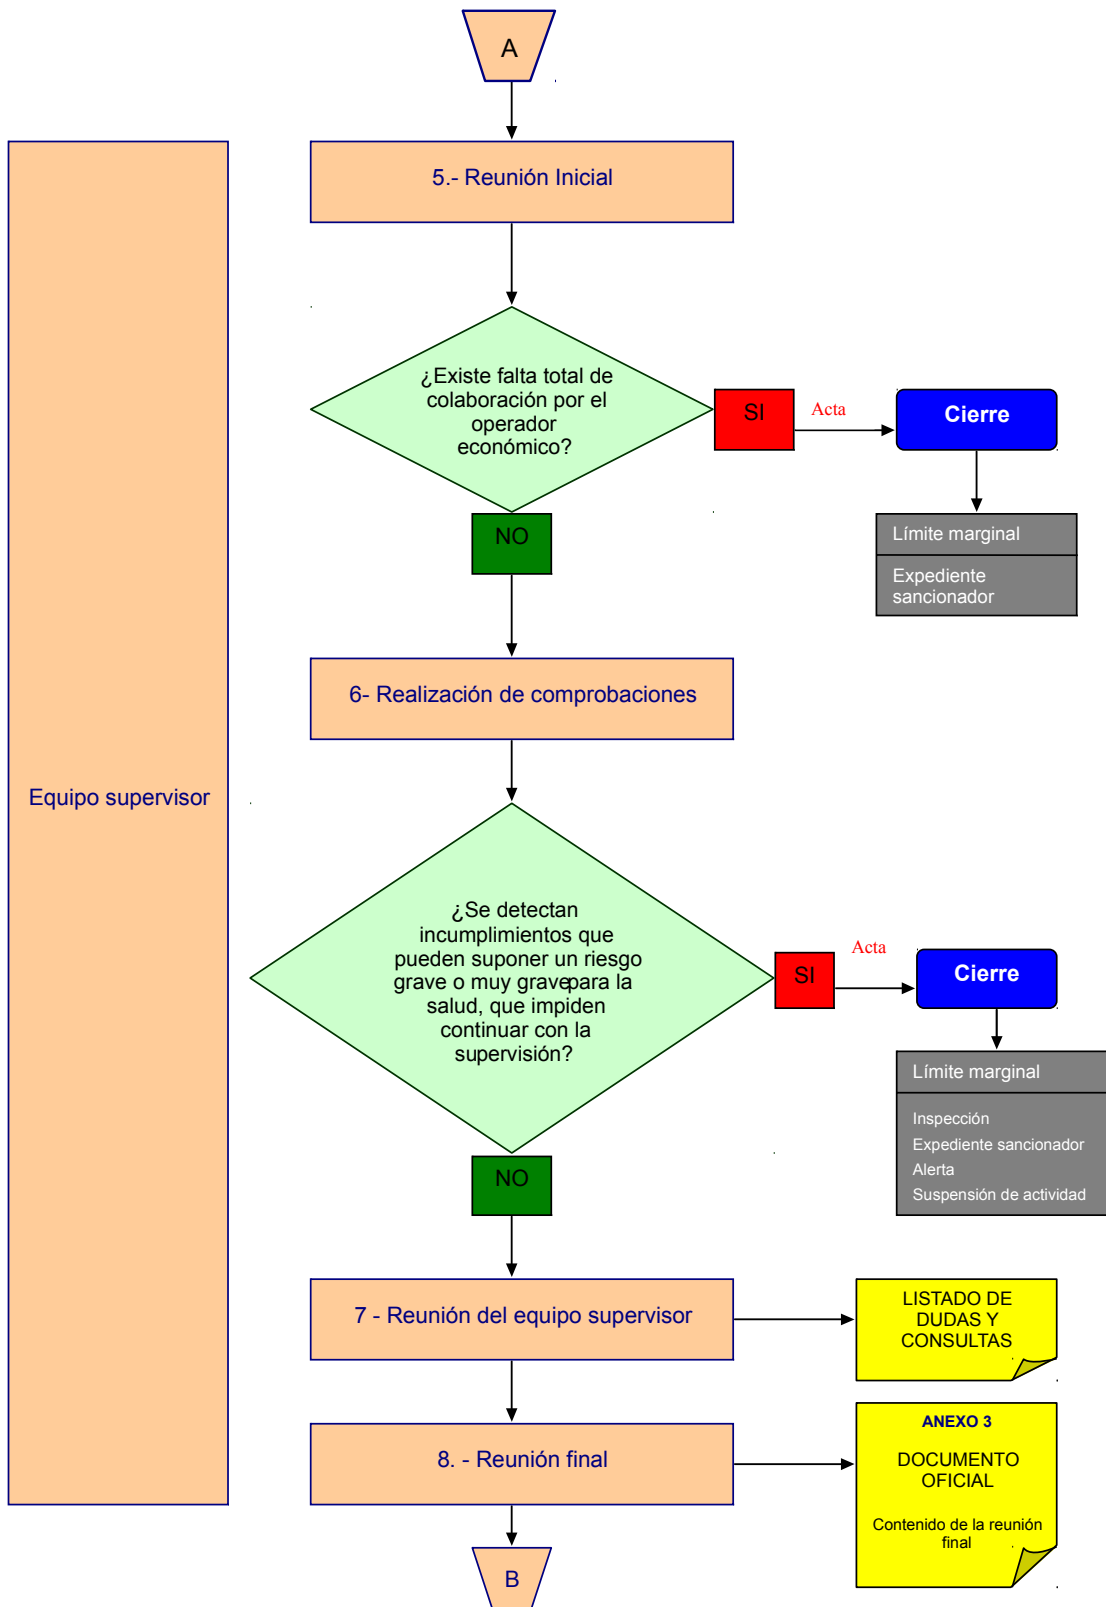 A
5.- Reunión Inicial
¿Existe falta total de
colaboración por el
operador
económico?
SI
Acta
Cierre
Límite marginal
Expediente
sancionador
NO
6- Realización de comprobaciones
Equipo supervisor
¿Se detectan
incumplimientos que
pueden suponer un riesgo
grave o muy grave para la
salud, que impiden
continuar con la
supervisión?
SI
Acta
Cierre
Límite marginal
Inspección
Expediente sancionador
Alerta
Suspensión de actividad
NO
7 - Reunión del equipo supervisor
LISTADO DE
DUDAS Y
CONSULTAS
8. - Reunión final
ANEXO 3
DOCUMENTO
OFICIAL
Contenido de la reunión
final
B